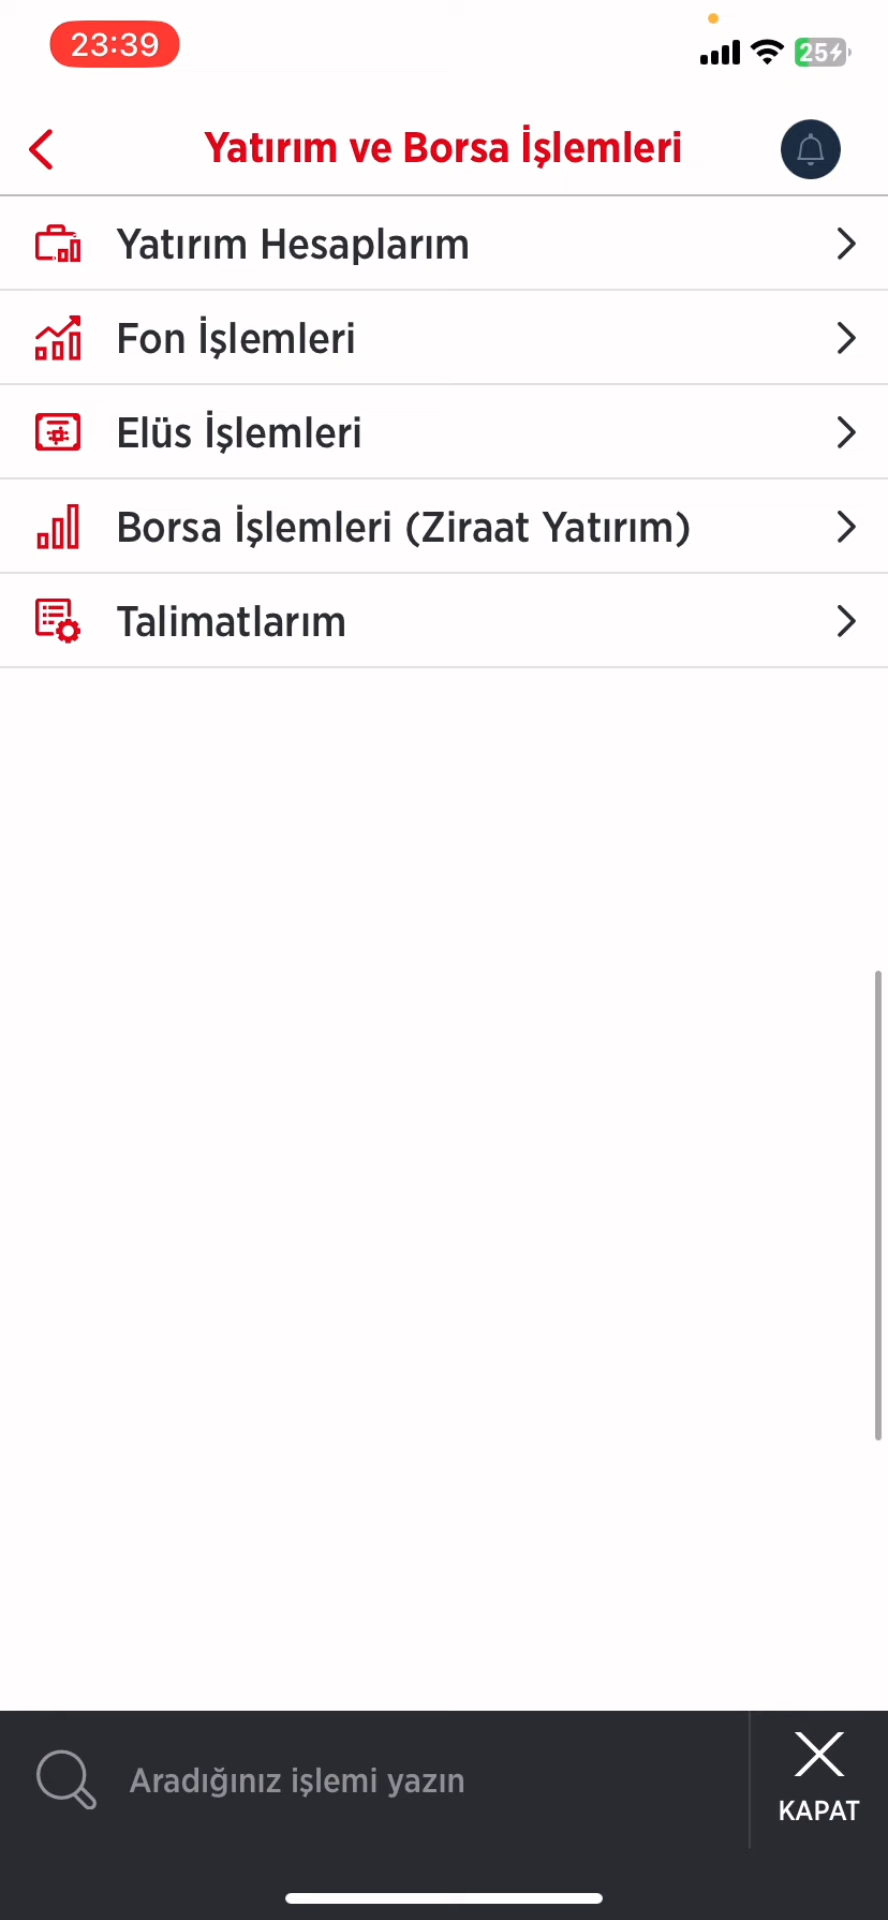 23:39
25
Yatırım ve Borsa İşlemleri
Yatırım Hesaplarım
Fon İşlemleri
Elüs İşlemleri
Borsa İşlemleri (Ziraat Yatırım)
Talimatlarım
Aradığınız işlemi yazın
KAPAT